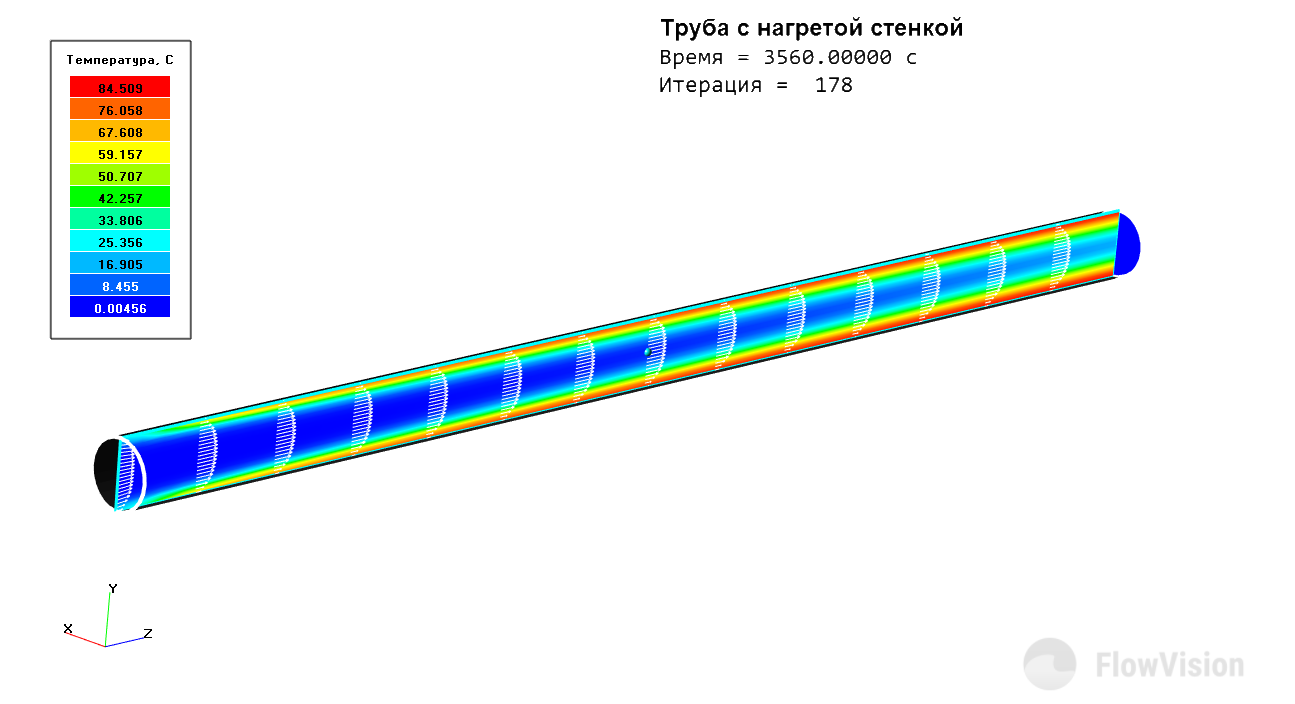 Труба с нагретой стенкой
Время = 3560.00000 с
Итерация =  178
Температура, С
84.509
76.058
67.608
59.157
50.707
42.257
33.806
25.356
16.905
8.455
0.00456
Y
X
Z
FlowVision